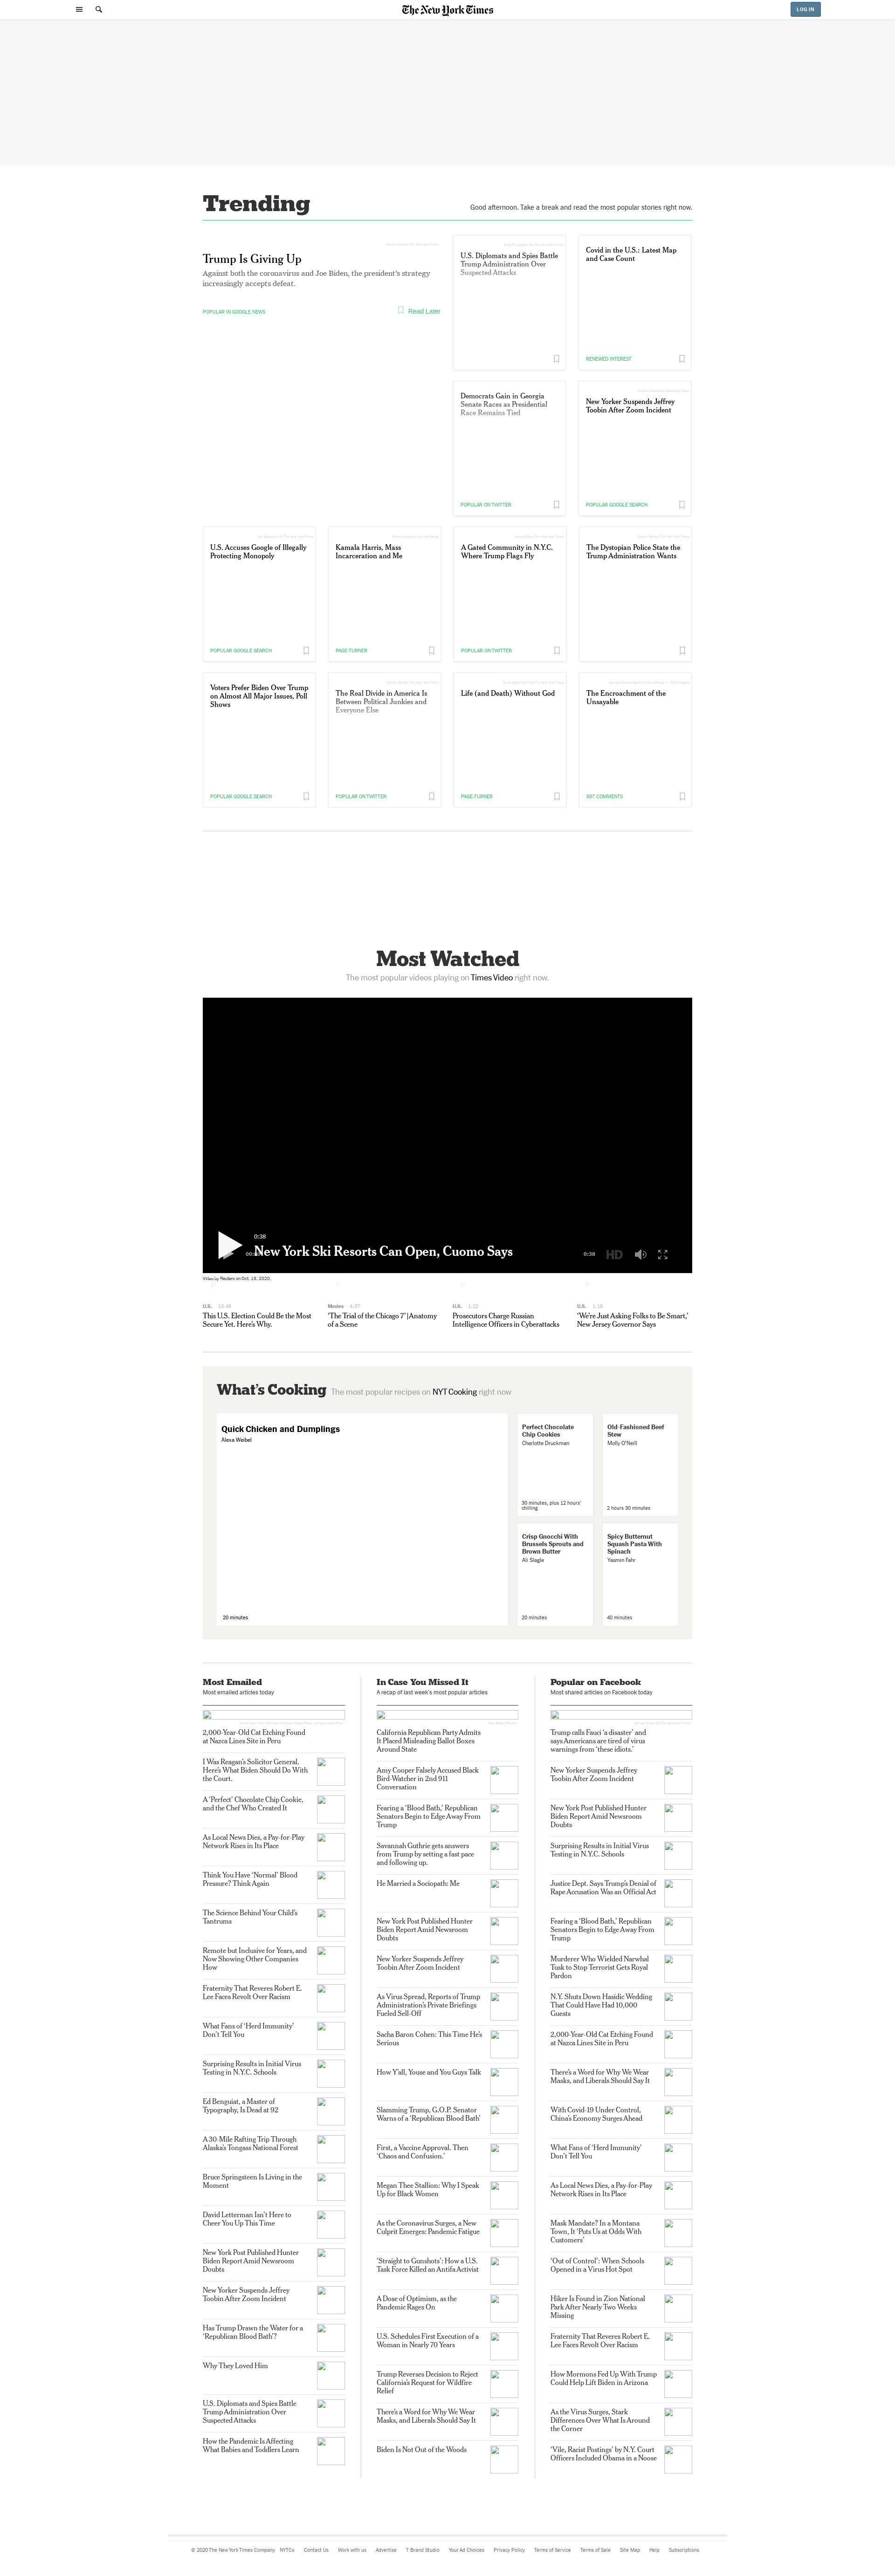 The New York Times
LOG IN
Trending
Good afternoon. Take a break and read the most popular stories right now.
Trump Is Giving Up
Against both the coronavirus and Joe Biden, the president's strategy
increasingly accepts defeat.
POPULAR IN GOOGLE NEWS
Read Later
U.S. Diplomats and Spies Battle
Trump Administration Over
Suspected Attacks
Covid in the U.S.: Latest Map
and Case Count
RENEWED INTEREST
Democrats Gain in Georgia
Senate Races as Presidential
Race Remains Tied
POPULAR ON TWITTER
New Yorker Suspends Jeffrey
Toobin After Zoom Incident
POPULAR GOOGLE SEARCH
U.S. Accuses Google of Illegally
Protecting Monopoly
POPULAR GOOGLE SEARCH
Kamala Harris, Mass
Incarceration and Me
PAGE-TURNER
A Gated Community in N.Y.C.
Where Trump Flags Fly
POPULAR ON TWITTER
The Dystopian Police State the
Trump Administration Wants
Voters Prefer Biden Over Trump
on Almost All Major Issues, Poll
Shows
POPULAR GOOGLE SEARCH
The Real Divide in America Is
Between Political Junkies and
Everyone Else
POPULAR ON TWITTER
Life (and Death) Without God
PAGE-TURNER
The Encroachment of the
Unsayable
897 COMMENTS
Most Watched
The most popular videos playing on Times Video right now.
0:38
New York Ski Resorts Can Open, Cuomo Says
0:38
HD
Video by Reuters on Oct. 18, 2020.
U.S. 19:46
This U.S. Election Could Be the Most
Secure Yet. Here's Why.
Movies 4:37
'The Trial of the Chicago 7' | Anatomy
of a Scene
U.S. 1:22
Prosecutors Charge Russian
Intelligence Officers in Cyberattacks
U.S. 1:16
'We're Just Asking Folks to Be Smart,'
New Jersey Governor Says
What's Cooking The most popular recipes on NYT Cooking right now
Quick Chicken and Dumplings
Alexa Weibel
20 minutes
Perfect Chocolate
Chip Cookies
Charlotte Druckman
30 minutes, plus 12 hours'
chilling
Old-Fashioned Beef
Stew
Molly O'Neill
2 hours 30 minutes
Crisp Gnocchi With
Brussels Sprouts and
Brown Butter
Ali Slagle
20 minutes
Spicy Butternut
Squash Pasta With
Spinach
Yasmin Fahr
40 minutes
Most Emailed
Most emailed articles today
2,000-Year-Old Cat Etching Found
at Nazca Lines Site in Peru
I Was Reagan's Solicitor General.
Here's What Biden Should Do With
the Court.
A 'Perfect' Chocolate Chip Cookie,
and the Chef Who Created It
As Local News Dies, a Pay-for-Play
Network Rises in Its Place
Think You Have 'Normal' Blood
Pressure? Think Again
The Science Behind Your Child's
Tantrums
Remote but Inclusive for Years, and
Now Showing Other Companies
How
Fraternity That Reveres Robert E.
Lee Faces Revolt Over Racism
What Fans of 'Herd Immunity'
Don't Tell You
Surprising Results in Initial Virus
Testing in N.Y.C. Schools
Ed Benguiat, a Master of
Typography, Is Dead at 92
A 30-Mile Rafting Trip Through
Alaska's Tongass National Forest
Bruce Springsteen Is Living in the
Moment
David Letterman Isn't Here to
Cheer You Up This Time
New York Post Published Hunter
Biden Report Amid Newsroom
Doubts
New Yorker Suspends Jeffrey
Toobin After Zoom Incident
Has Trump Drawn the Water for a
'Republican Blood Bath'?
Why They Loved Him
U.S. Diplomats and Spies Battle
Trump Administration Over
Suspected Attacks
How the Pandemic Is Affecting
What Babies and Toddlers Learn
In Case You Missed It
A recap of last week's most popular articles
California Republican Party Admits
It Placed Misleading Ballot Boxes
Around State
Amy Cooper Falsely Accused Black
Bird-Watcher in 2nd 911
Conversation
Fearing a 'Blood Bath,' Republican
Senators Begin to Edge Away From
Trump
Savannah Guthrie gets answers
from Trump by setting a fast pace
and following up.
He Married a Sociopath: Me
New York Post Published Hunter
Biden Report Amid Newsroom
Doubts
New Yorker Suspends Jeffrey
Toobin After Zoom Incident
As Virus Spread, Reports of Trump
Administration's Private Briefings
Fueled Sell-Off
Sacha Baron Cohen: This Time He's
Serious
How Y'all, Youse and You Guys Talk
Slamming Trump, G.O.P. Senator
Warns of a 'Republican Blood Bath'
First, a Vaccine Approval. Then
'Chaos and Confusion.'
Megan Thee Stallion: Why I Speak
Up for Black Women
As the Coronavirus Surges, a New
Culprit Emerges: Pandemic Fatigue
'Straight to Gunshots': How a U.S.
Task Force Killed an Antifa Activist
A Dose of Optimism, as the
Pandemic Rages On
U.S. Schedules First Execution of a
Woman in Nearly 70 Years
Trump Reverses Decision to Reject
California's Request for Wildfire
Relief
There's a Word for Why We Wear
Masks, and Liberals Should Say It
Biden Is Not Out of the Woods
Popular on Facebook
Most shared articles on Facebook today
Trump calls Fauci 'a disaster' and
says Americans are tired of virus
warnings from 'these idiots.'
New Yorker Suspends Jeffrey
Toobin After Zoom Incident
New York Post Published Hunter
Biden Report Amid Newsroom
Doubts
Surprising Results in Initial Virus
Testing in N.Y.C. Schools
Justice Dept. Says Trump's Denial of
Rape Accusation Was an Official Act
Fearing a 'Blood Bath,' Republican
Senators Begin to Edge Away From
Trump
Murderer Who Wielded Narwhal
Tusk to Stop Terrorist Gets Royal
Pardon
N.Y. Shuts Down Hasidic Wedding
That Could Have Had 10,000
Guests
2,000-Year-Old Cat Etching Found
at Nazca Lines Site in Peru
There's a Word for Why We Wear
Masks, and Liberals Should Say It
With Covid-19 Under Control,
China's Economy Surges Ahead
What Fans of 'Herd Immunity'
Don't Tell You
As Local News Dies, a Pay-for-Play
Network Rises in Its Place
Mask Mandate? In a Montana
Town, It 'Puts Us at Odds With
Customers'
'Out of Control': When Schools
Opened in a Virus Hot Spot
Hiker Is Found in Zion National
Park After Nearly Two Weeks
Missing
Fraternity That Reveres Robert E.
Lee Faces Revolt Over Racism
How Mormons Fed Up With Trump
Could Help Lift Biden in Arizona
As the Virus Surges, Stark
Differences Over What Is Around
the Corner
'Vile, Racist Postings' by N.Y. Court
Officers Included Obama in a Noose
© 2020 The New York Times Company NYTCo Contact Us Work with us Advertise T Brand Studio Your Ad Choices Privacy Policy Terms of Service Terms of Sale Site Map Help Subscriptions